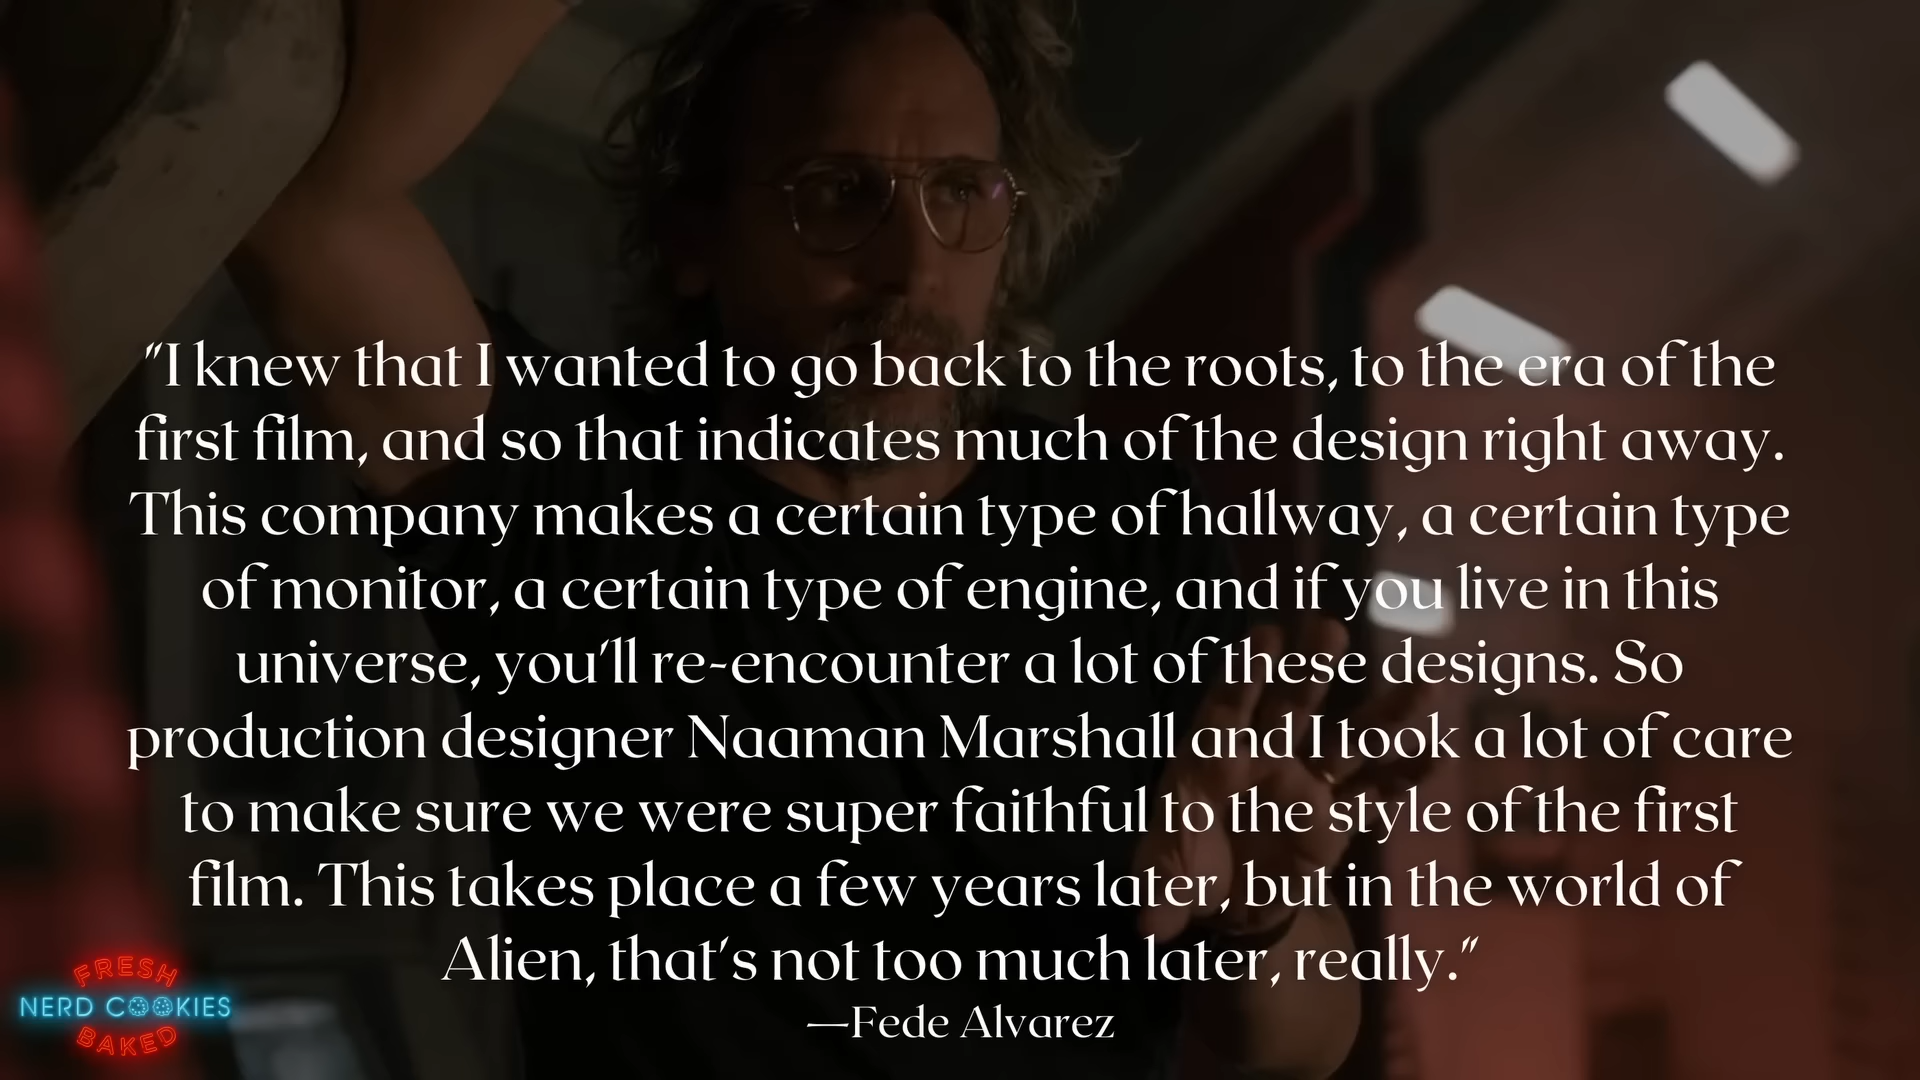 "I knew that I wanted to go back to the roots, to the era of the
first film, and so that indicates much of the design right away.
This company makes a certain type of hallway, a certain type
of monitor, a certain type of engine, and if you live in this
universe, you'll re-encounter a lot of these designs. So
production designer Naaman Marshall and I took a lot of care
to make sure we were super faithful to the style of the first
film. This takes place a few years later, but in the world of
Alien, that's not too much later, really."
—Fede Alvarez
FRESH
NERD COOKIES
BAKED